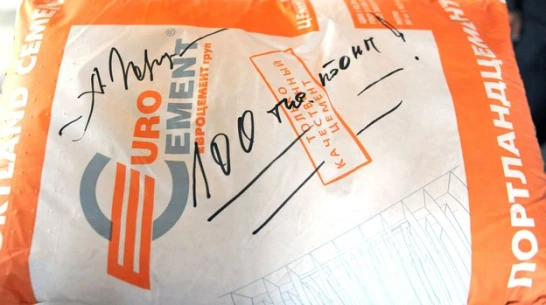 EURO
CEMENT
ЕВРОЦЕМЕНТ груп
100 тыс. тонн!
ТОЛЬКО
КАЧЕСТВЕННЫЙ
ЦЕМЕНТ
ПОРТЛАНДЦЕМЕНТ